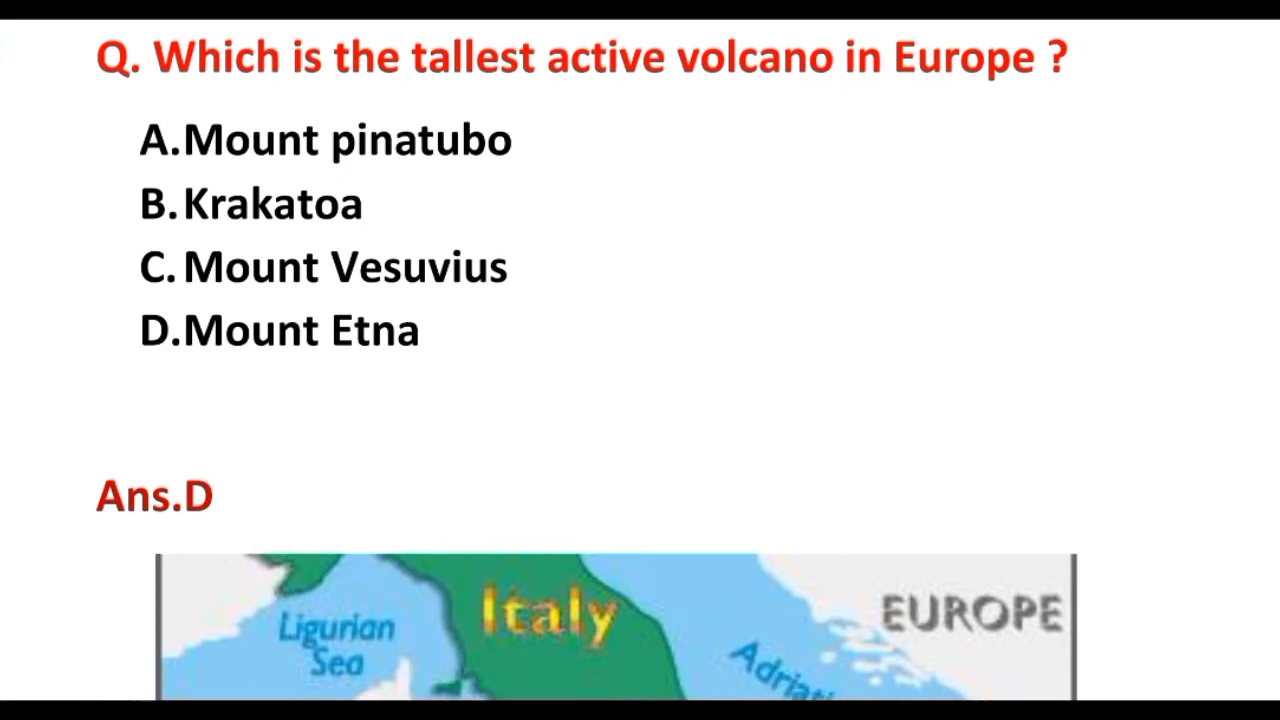 Q. Which is the tallest active volcano in Europe ?
A.Mount pinatubo
B.Krakatoa
C.Mount Vesuvius
D.Mount Etna
Ans.D
Italy
EUROPE
Ligurian
Sea